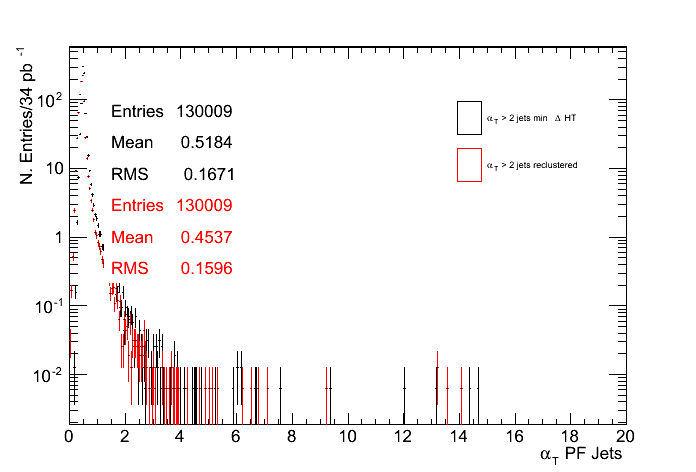 N. Entries/34 pb⁻¹
10²
10
1
10⁻¹
10⁻²
Entries 130009
Mean 0.5184
RMS 0.1671
Entries 130009
Mean 0.4537
RMS 0.1596
α_T > 2 jets min Δ HT
α_T > 2 jets reclustered
0 2 4 6 8 10 12 14 16 18 20
α_T PF Jets